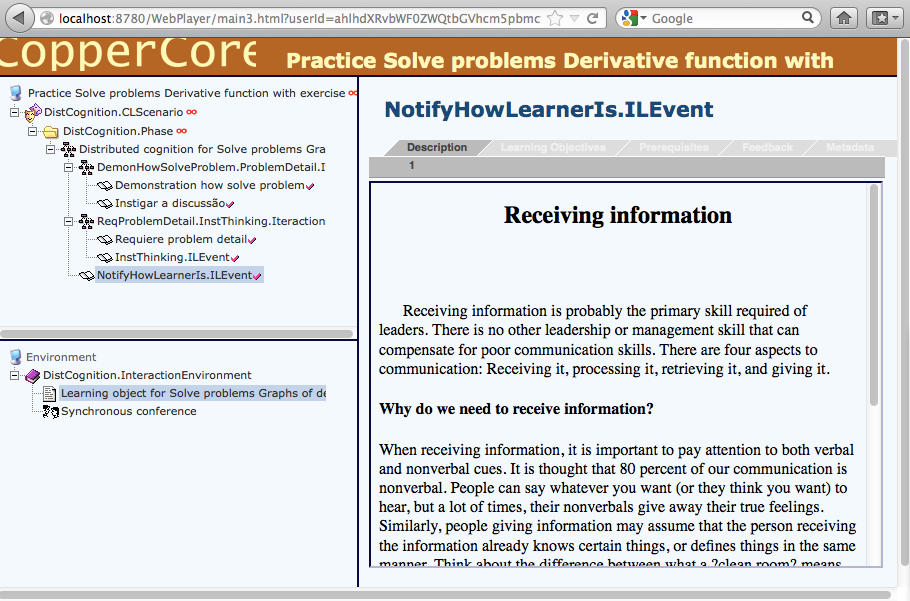 localhost:8780/WebPlayer/main3.html?userId=ahlhdXRvbWF0ZWQtbGVhcm5pbmc
Google
CopperCore
Practice Solve problems Derivative function with
Practice Solve problems Derivative function with exercise
DistCognition.CLScenario
DistCognition.Phase
Distributed cognition for Solve problems Gra
DemonHowSolveProblem.ProblemDetail.I
Demonstration how solve problem
Instigar a discussão
ReqProblemDetail.InstThinking.Iteraction
Requiere problem detail
InstThinking.ILEvent
NotifyHowLearnerIs.ILEvent
Environment
DistCognition.InteractionEnvironment
Learning object for Solve problems Graphs of de
Synchronous conference
NotifyHowLearnerIs.ILEvent
Description Learning Objectives Prerequisites Feedback Metadata
1
Receiving information
Receiving information is probably the primary skill required of
leaders. There is no other leadership or management skill that can
compensate for poor communication skills. There are four aspects to
communication: Receiving it, processing it, retrieving it, and giving it.
Why do we need to receive information?
When receiving information, it is important to pay attention to both verbal
and nonverbal cues. It is thought that 80 percent of our communication is
nonverbal. People can say whatever you want (or they think you want) to
hear, but a lot of times, their nonverbals give away their true feelings.
Similarly, people giving information may assume that the person receiving
the information already knows certain things, or defines things in the same
manner. Think about the difference between what a ?clean room? means